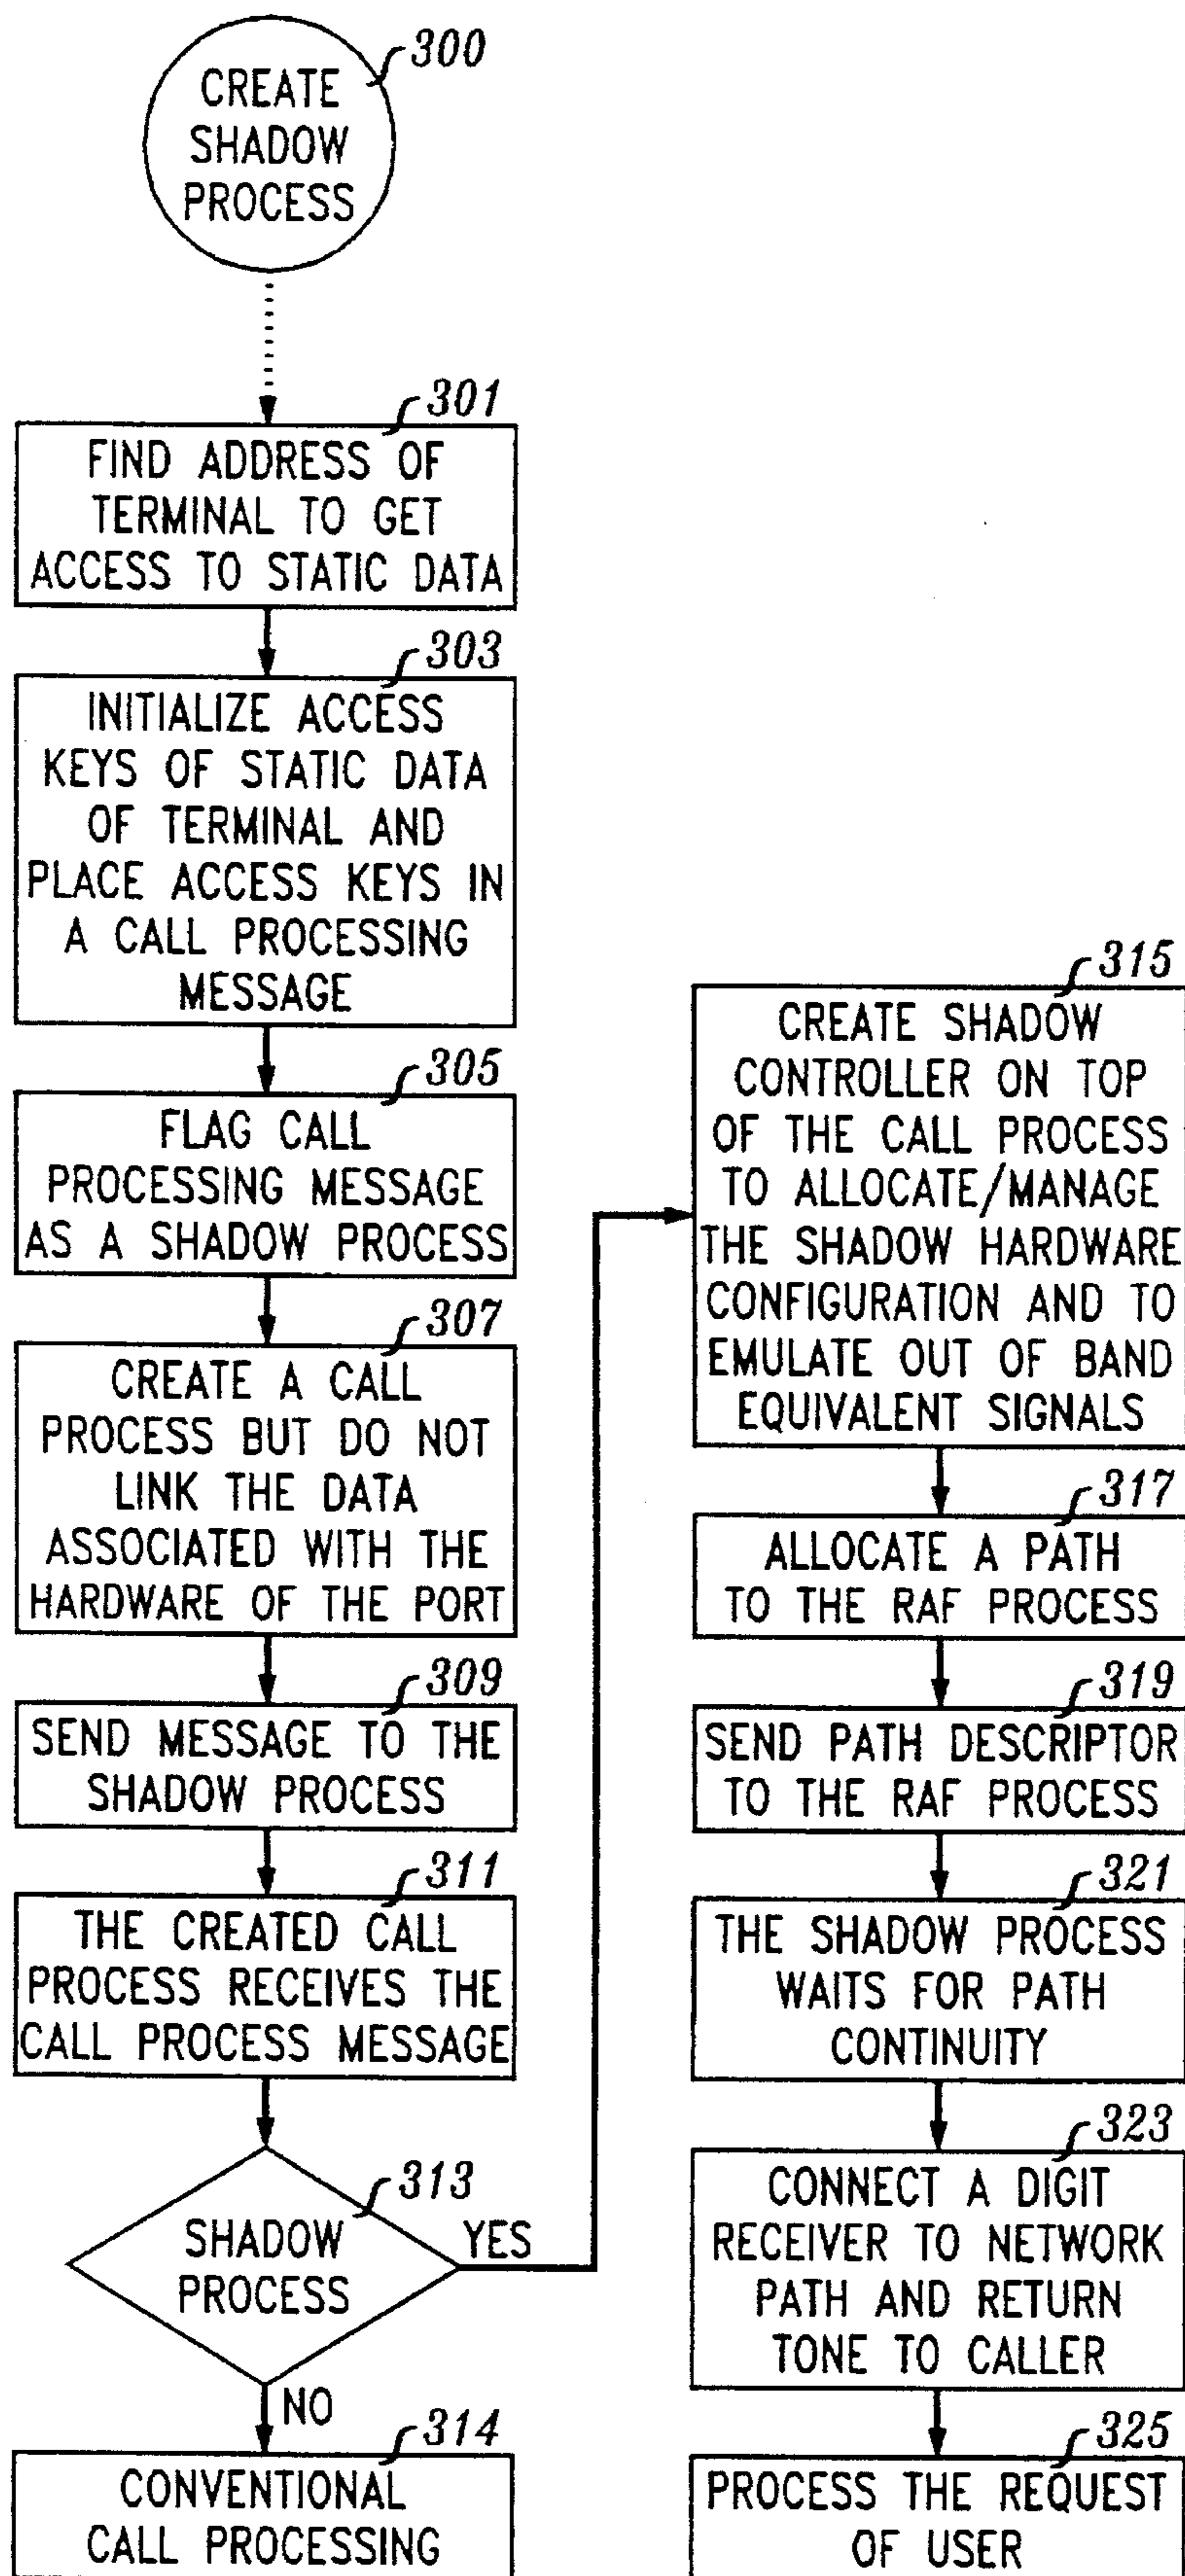 300
CREATE
SHADOW
PROCESS
301
FIND ADDRESS OF
TERMINAL TO GET
ACCESS TO STATIC DATA
303
INITIALIZE ACCESS
KEYS OF STATIC DATA
OF TERMINAL AND
PLACE ACCESS KEYS IN
A CALL PROCESSING
MESSAGE
305
FLAG CALL
PROCESSING MESSAGE
AS A SHADOW PROCESS
307
CREATE A CALL
PROCESS BUT DO NOT
LINK THE DATA
ASSOCIATED WITH THE
HARDWARE OF THE PORT
309
SEND MESSAGE TO THE
SHADOW PROCESS
311
THE CREATED CALL
PROCESS RECEIVES THE
CALL PROCESS MESSAGE
313
SHADOW
PROCESS
YES
NO
314
CONVENTIONAL
CALL PROCESSING
315
CREATE SHADOW
CONTROLLER ON TOP
OF THE CALL PROCESS
TO ALLOCATE/MANAGE
THE SHADOW HARDWARE
CONFIGURATION AND TO
EMULATE OUT OF BAND
EQUIVALENT SIGNALS
317
ALLOCATE A PATH
TO THE RAF PROCESS
319
SEND PATH DESCRIPTOR
TO THE RAF PROCESS
321
THE SHADOW PROCESS
WAITS FOR PATH
CONTINUITY
323
CONNECT A DIGIT
RECEIVER TO NETWORK
PATH AND RETURN
TONE TO CALLER
325
PROCESS THE REQUEST
OF USER